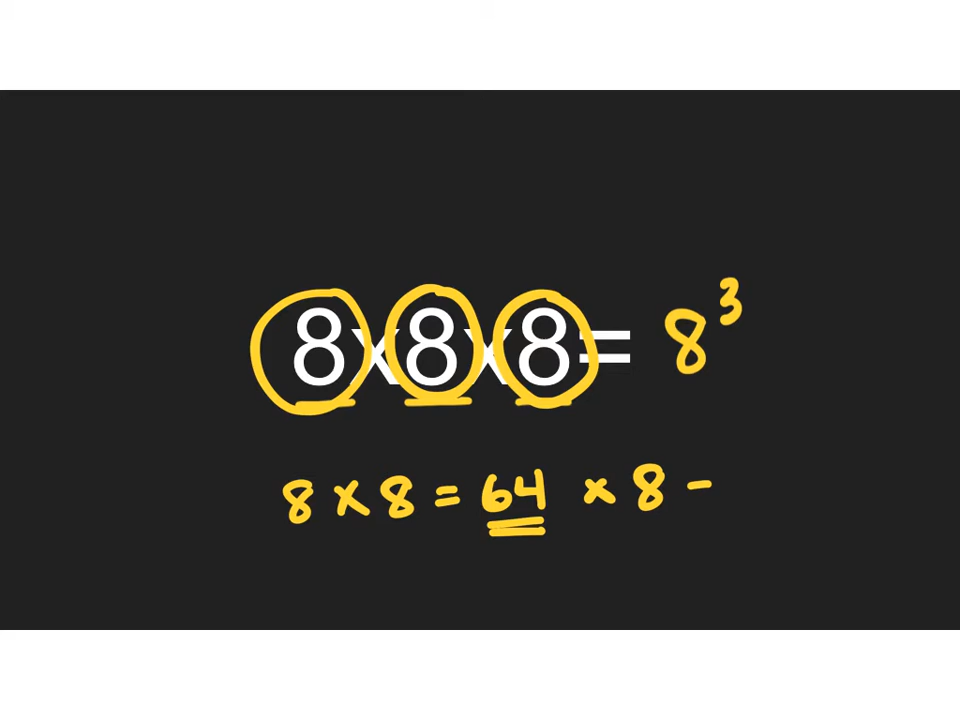 8x8x8= 8³
8 x 8 = 64 x 8 -